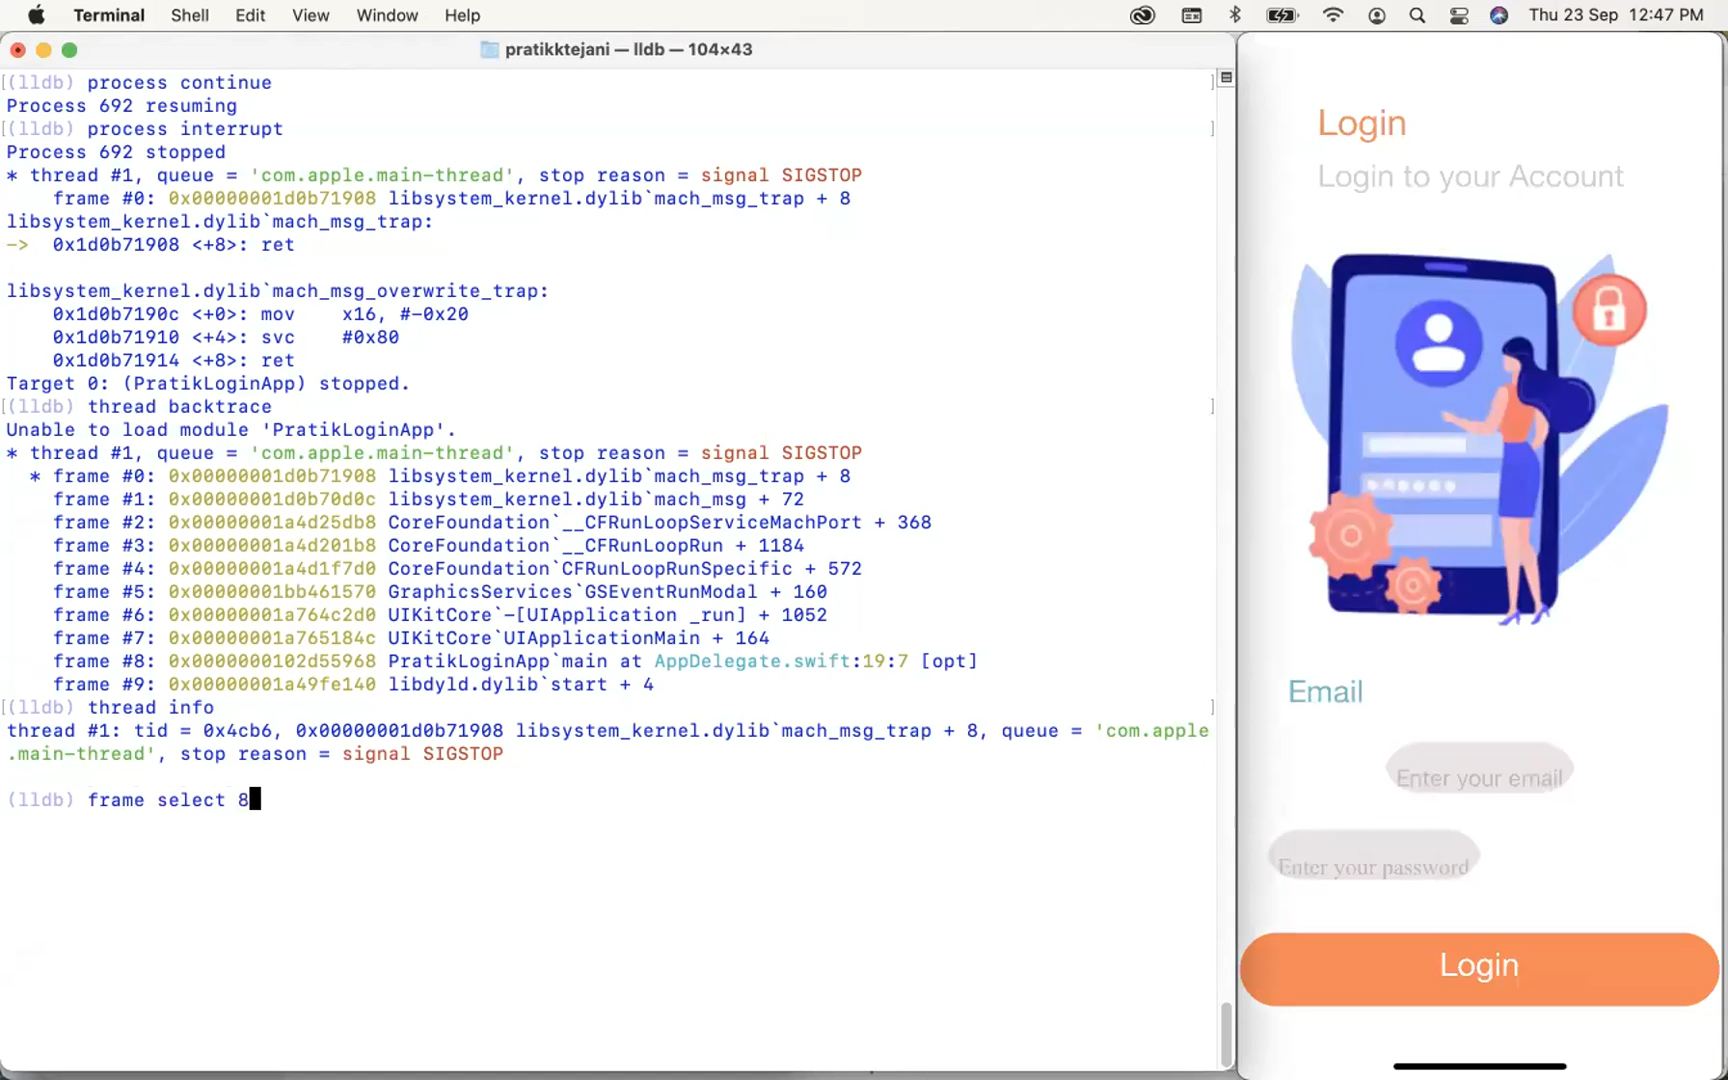 Terminal Shell Edit View Window Help Thu 23 Sep 12:47 PM
pratikktejani — lldb — 104×43
(lldb) process continue
Process 692 resuming
(lldb) process interrupt
Process 692 stopped
* thread #1, queue = 'com.apple.main-thread', stop reason = signal SIGSTOP
    frame #0: 0x00000001d0b71908 libsystem_kernel.dylib`mach_msg_trap + 8
libsystem_kernel.dylib`mach_msg_trap:
->  0x1d0b71908 <+8>: ret
libsystem_kernel.dylib`mach_msg_overwrite_trap:
    0x1d0b7190c <+0>: mov    x16, #-0x20
    0x1d0b71910 <+4>: svc    #0x80
    0x1d0b71914 <+8>: ret
Target 0: (PratikLoginApp) stopped.
(lldb) thread backtrace
Unable to load module 'PratikLoginApp'.
* thread #1, queue = 'com.apple.main-thread', stop reason = signal SIGSTOP
  * frame #0: 0x00000001d0b71908 libsystem_kernel.dylib`mach_msg_trap + 8
    frame #1: 0x00000001d0b70d0c libsystem_kernel.dylib`mach_msg + 72
    frame #2: 0x00000001a4d25db8 CoreFoundation`__CFRunLoopServiceMachPort + 368
    frame #3: 0x00000001a4d201b8 CoreFoundation`__CFRunLoopRun + 1184
    frame #4: 0x00000001a4d1f7d0 CoreFoundation`CFRunLoopRunSpecific + 572
    frame #5: 0x00000001bb461570 GraphicsServices`GSEventRunModal + 160
    frame #6: 0x00000001a764c2d0 UIKitCore`-[UIApplication _run] + 1052
    frame #7: 0x00000001a765184c UIKitCore`UIApplicationMain + 164
    frame #8: 0x0000000102d55968 PratikLoginApp`main at AppDelegate.swift:19:7 [opt]
    frame #9: 0x00000001a49fe140 libdyld.dylib`start + 4
(lldb) thread info
thread #1: tid = 0x4cb6, 0x00000001d0b71908 libsystem_kernel.dylib`mach_msg_trap + 8, queue = 'com.apple
.main-thread', stop reason = signal SIGSTOP
(lldb) frame select 8
Login
Login to your Account
Email
Enter your email
Enter your password
Login